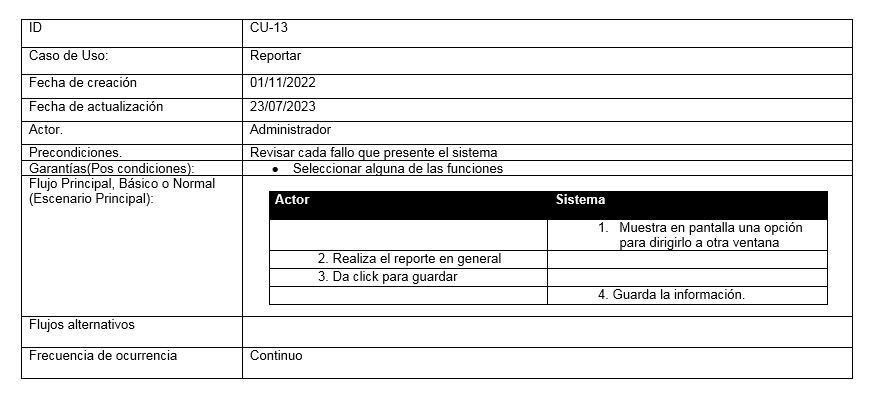 ID CU-13
Caso de Uso: Reportar
Fecha de creación 01/11/2022
Fecha de actualización 23/07/2023
Actor. Administrador
Precondiciones. Revisar cada fallo que presente el sistema
Garantías(Pos condiciones): • Seleccionar alguna de las funciones
Flujo Principal, Básico o Normal
(Escenario Principal):
Actor Sistema
1. Muestra en pantalla una opción
para dirigirlo a otra ventana
2. Realiza el reporte en general
3. Da click para guardar
4. Guarda la información.
Flujos alternativos
Frecuencia de ocurrencia Continuo